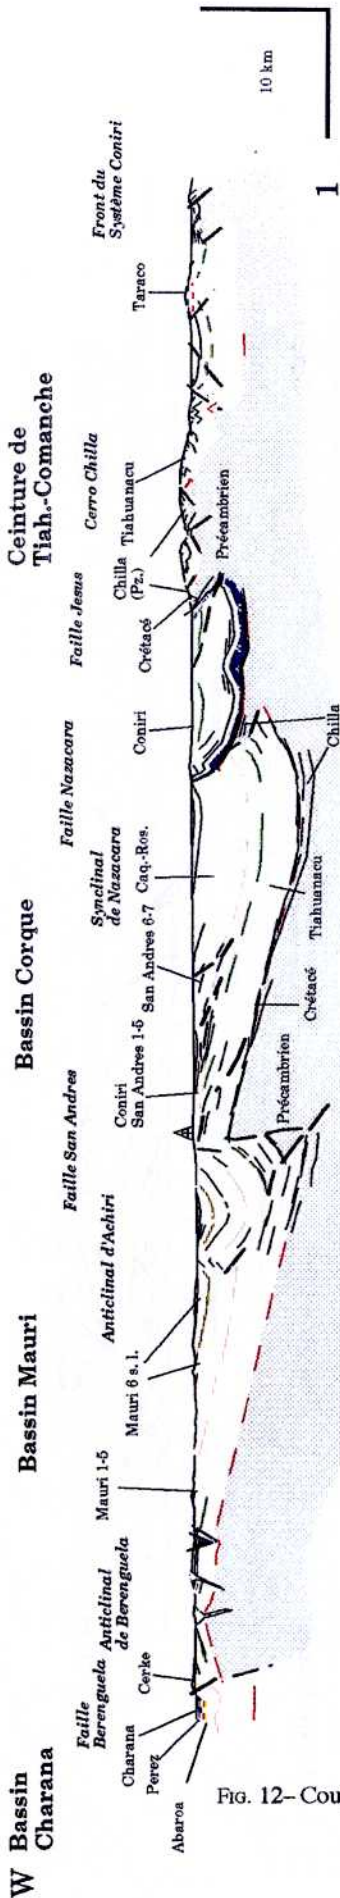 W Bassin
Charana
Bassin Mauri
Bassin Corque
Ceinture de
Tiah.-Comanche
Faille
Berenguela
Anticlinal
de Berenguela
Anticlinal d'Achiri
Faille San Andres
Synclinal
de Nazacara
Faille Nazacara
Faille Jesus
Cerro Chilla
Front du
Système Coniri
Abaroa
Perez
Charana
Cerke
Mauri 1-5
Mauri 6 s. l.
Coniri
San Andres 1-5
San Andres 6-7
Caq.-Ros.
Coniri
Crétacé
Chilla
(Pz.)
Tiahuanacu
Taraco
Précambrien
Précambrien
Crétacé
Tiahuanacu
Chilla
10 km
1
FIG. 12– Cou